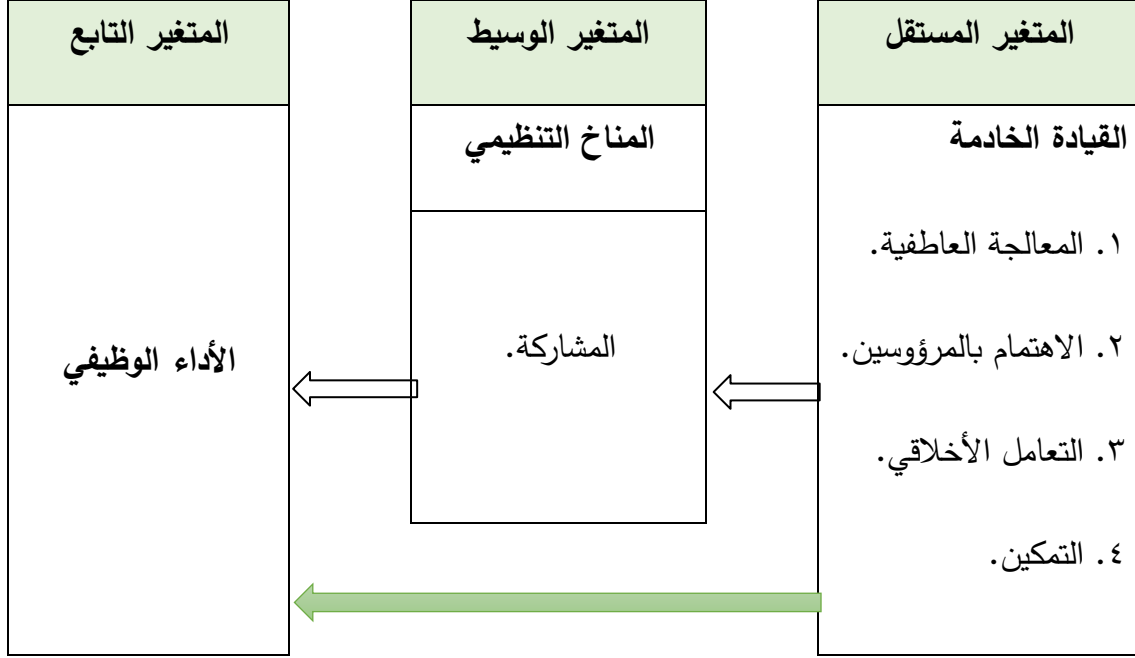 المتغير المستقل
القيادة الخادمة
١. المعالجة العاطفية.
٢. الاهتمام بالمرؤوسين.
٣. التعامل الأخلاقي.
٤. التمكين.
المتغير الوسيط
المناخ التنظيمي
المشاركة.
المتغير التابع
الأداء الوظيفي